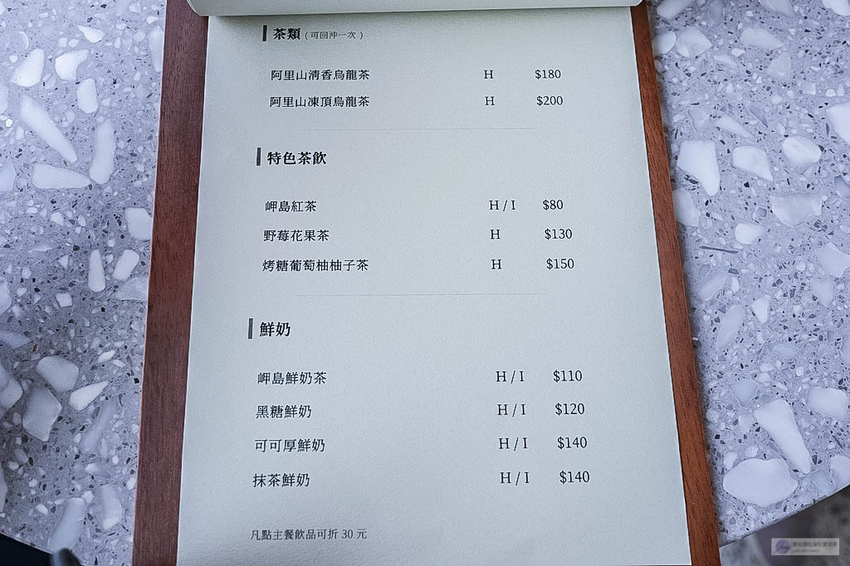 茶類 ( 可回沖一次 )
阿里山清香烏龍茶 H $180
阿里山凍頂烏龍茶 H $200
特色茶飲
岬島紅茶 H / I $80
野莓花果茶 H $130
烤糖葡萄柚柚子茶 H $150
鮮奶
岬島鮮奶茶 H / I $110
黑糖鮮奶 H / I $120
可可厚鮮奶 H / I $140
抹茶鮮奶 H / I $140
凡點主餐飲品可折 30 元